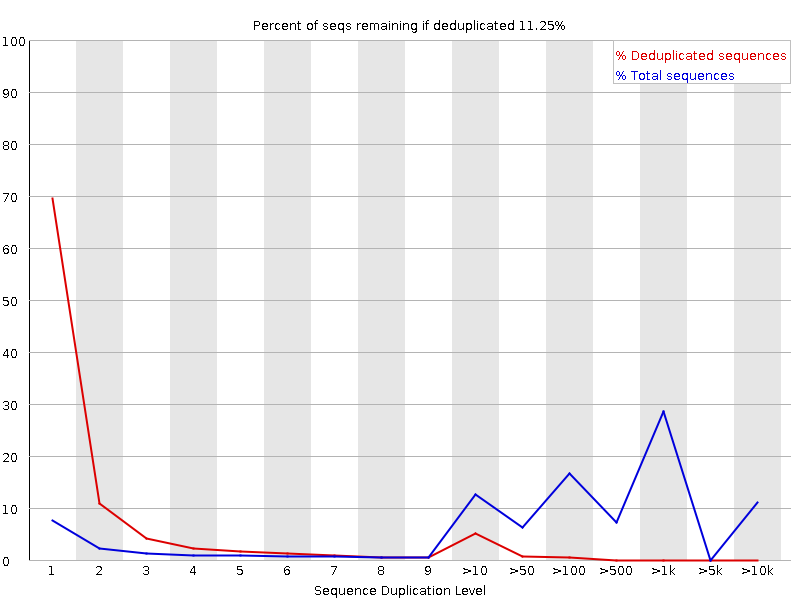 Percent of seqs remaining if deduplicated 11.25%
% Deduplicated sequences
% Total sequences
100
90
80
70
60
50
40
30
20
10
0
1 2 3 4 5 6 7 8 9 >10 >50 >100 >500 >1k >5k >10k
Sequence Duplication Level